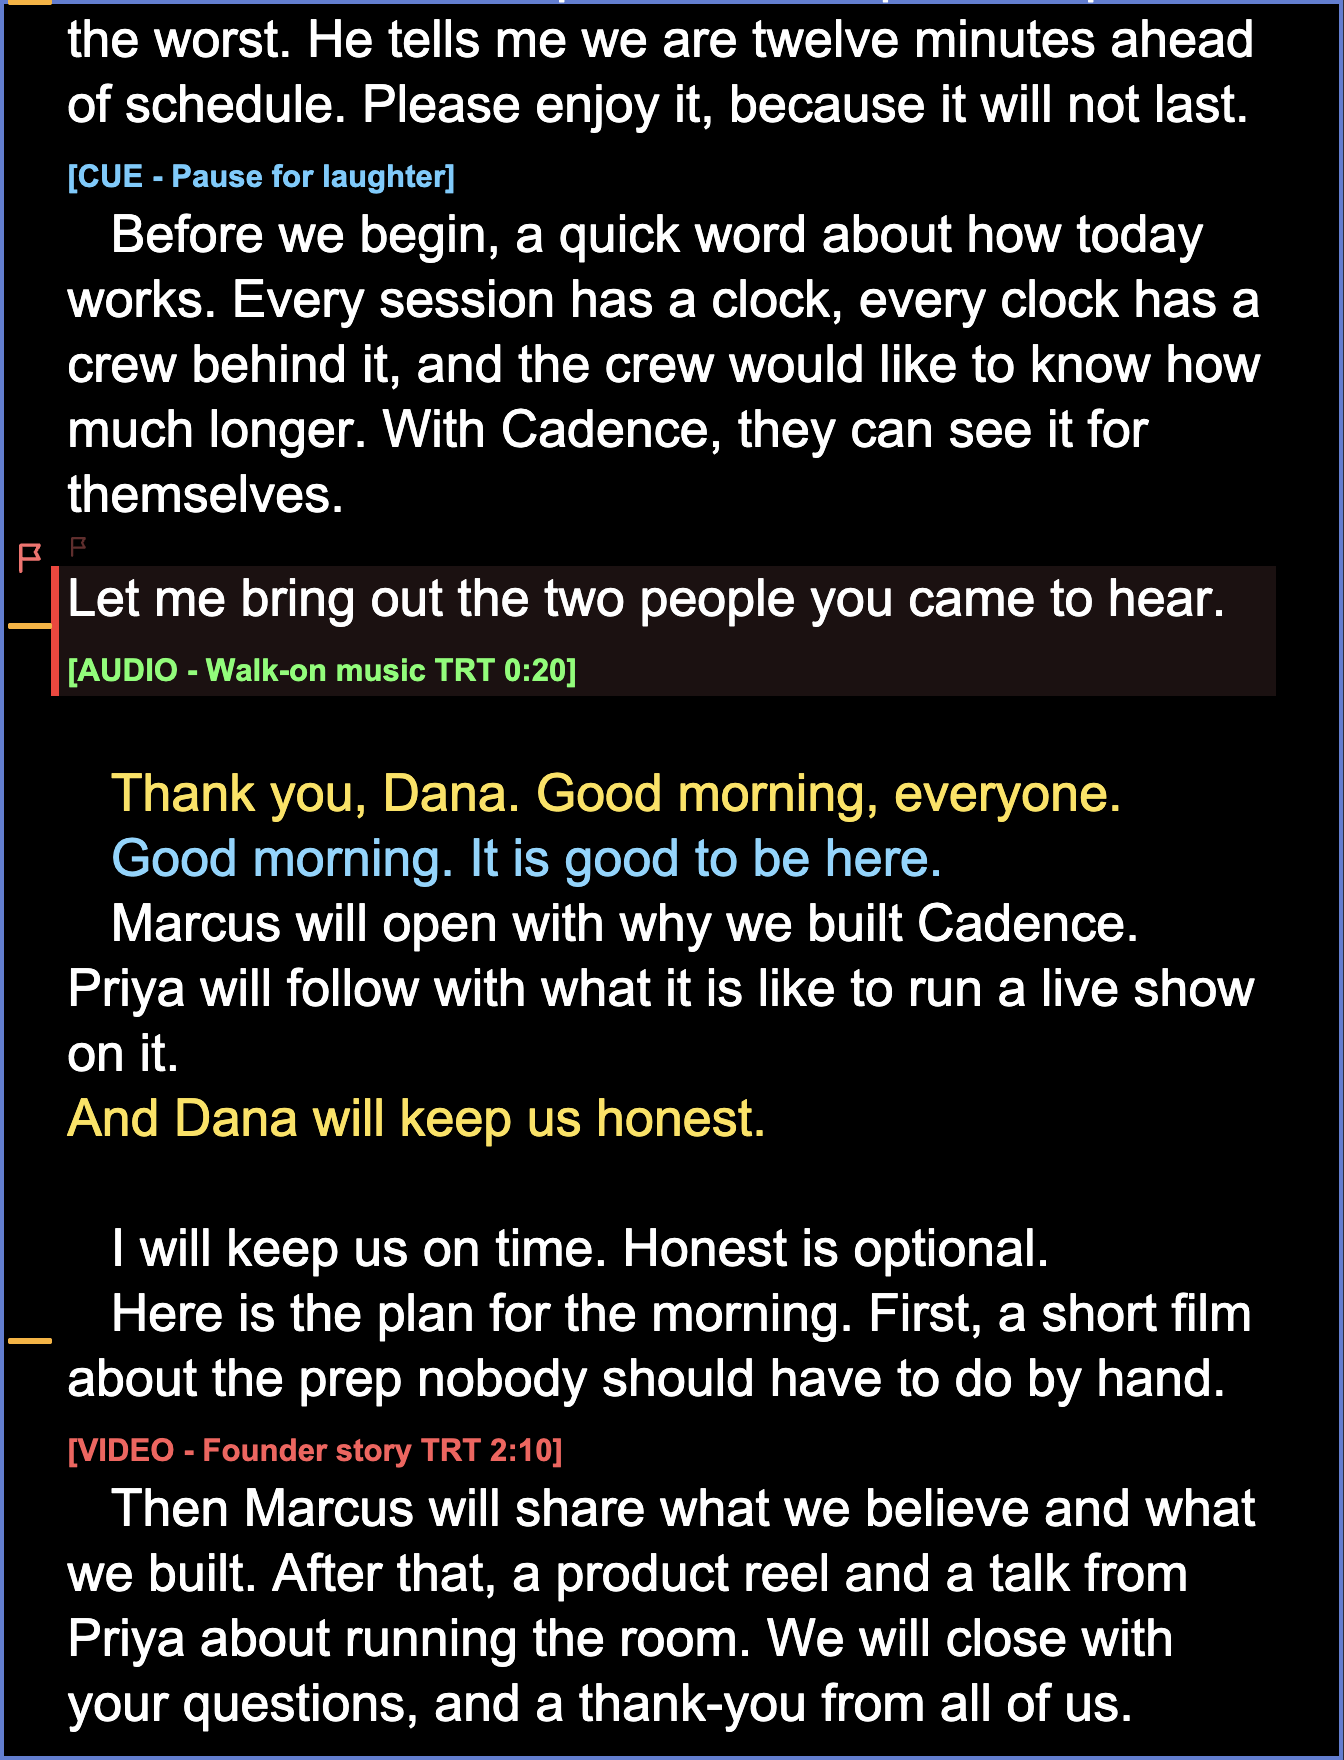 the worst. He tells me we are twelve minutes ahead
of schedule. Please enjoy it, because it will not last.
[CUE - Pause for laughter]
Before we begin, a quick word about how today
works. Every session has a clock, every clock has a
crew behind it, and the crew would like to know how
much longer. With Cadence, they can see it for
themselves.
Let me bring out the two people you came to hear.
[AUDIO - Walk-on music TRT 0:20]
Thank you, Dana. Good morning, everyone.
Good morning. It is good to be here.
Marcus will open with why we built Cadence.
Priya will follow with what it is like to run a live show
on it.
And Dana will keep us honest.
I will keep us on time. Honest is optional.
Here is the plan for the morning. First, a short film
about the prep nobody should have to do by hand.
[VIDEO - Founder story TRT 2:10]
Then Marcus will share what we believe and what
we built. After that, a product reel and a talk from
Priya about running the room. We will close with
your questions, and a thank-you from all of us.